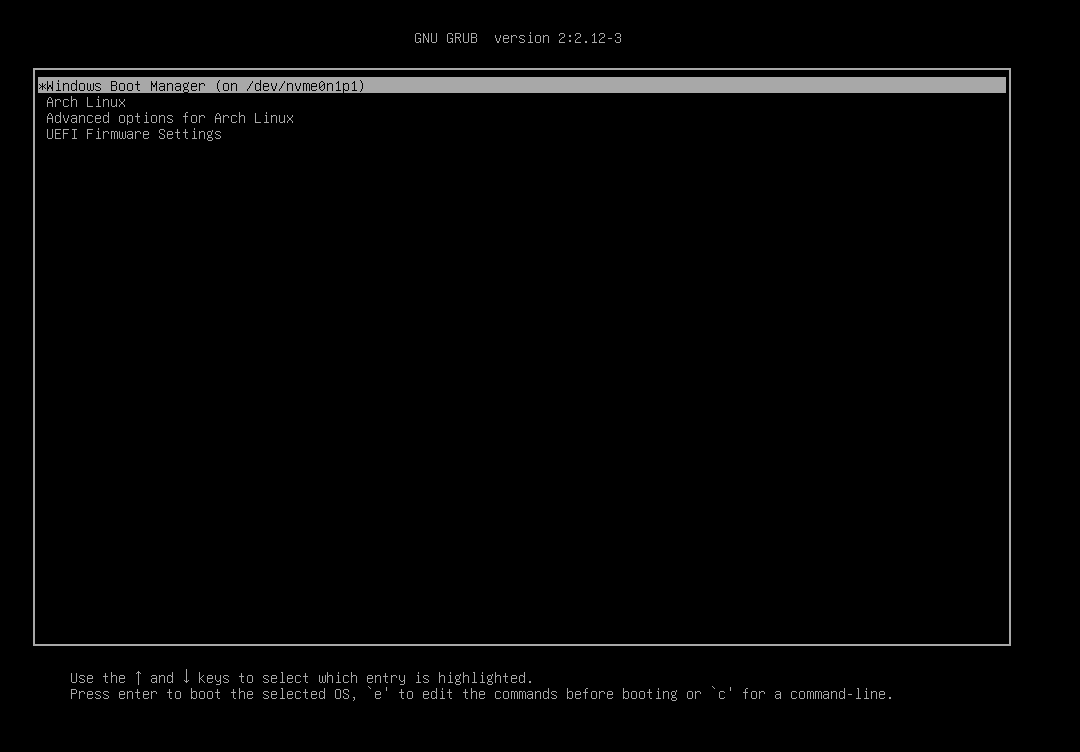 GNU GRUB  version 2:2.12-3
*Windows Boot Manager (on /dev/nvme0n1p1)
Arch Linux
Advanced options for Arch Linux
UEFI Firmware Settings
Use the ↑ and ↓ keys to select which entry is highlighted.
Press enter to boot the selected OS, `e' to edit the commands before booting or `c' for a command-line.